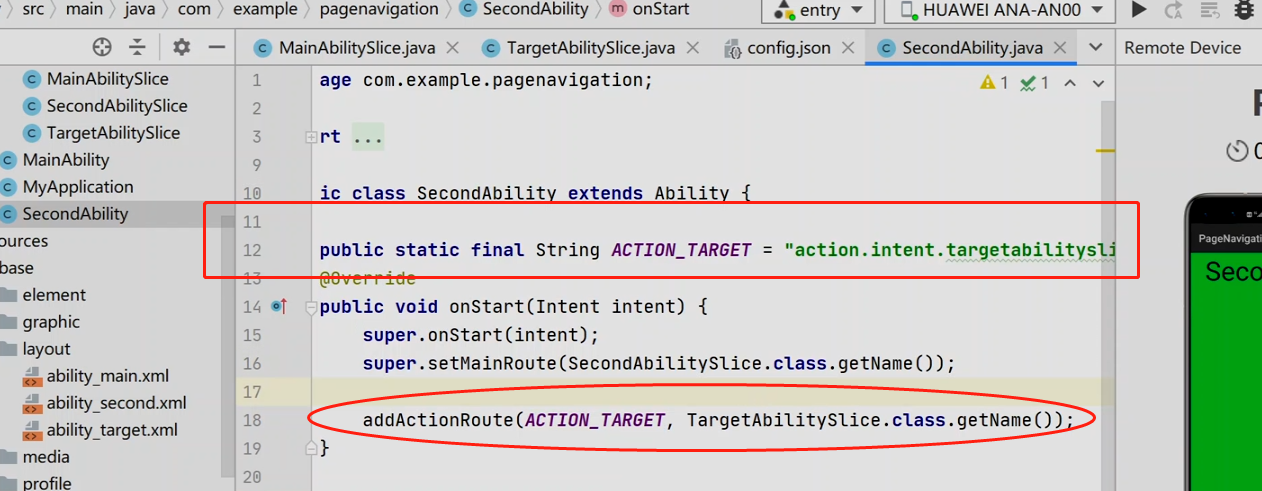 src main java com example pagenavigation SecondAbility onStart entry HUAWEI ANA-AN00
MainAbilitySlice.java TargetAbilitySlice.java config.json SecondAbility.java Remote Device
MainAbilitySlice
SecondAbilitySlice
TargetAbilitySlice
MainAbility
MyApplication
SecondAbility
ources
base
element
graphic
layout
ability_main.xml
ability_second.xml
ability_target.xml
media
profile
1 age com.example.pagenavigation;
1 1
2
3 rt ...
9
10 ic class SecondAbility extends Ability {
11
12 public static final String ACTION_TARGET = "action.intent.targetabilitysli
13 @Override
14 public void onStart(Intent intent) {
15 super.onStart(intent);
16 super.setMainRoute(SecondAbilitySlice.class.getName());
17
18 addActionRoute(ACTION_TARGET, TargetAbilitySlice.class.getName());
19 }
20
PageNavigati
Seco